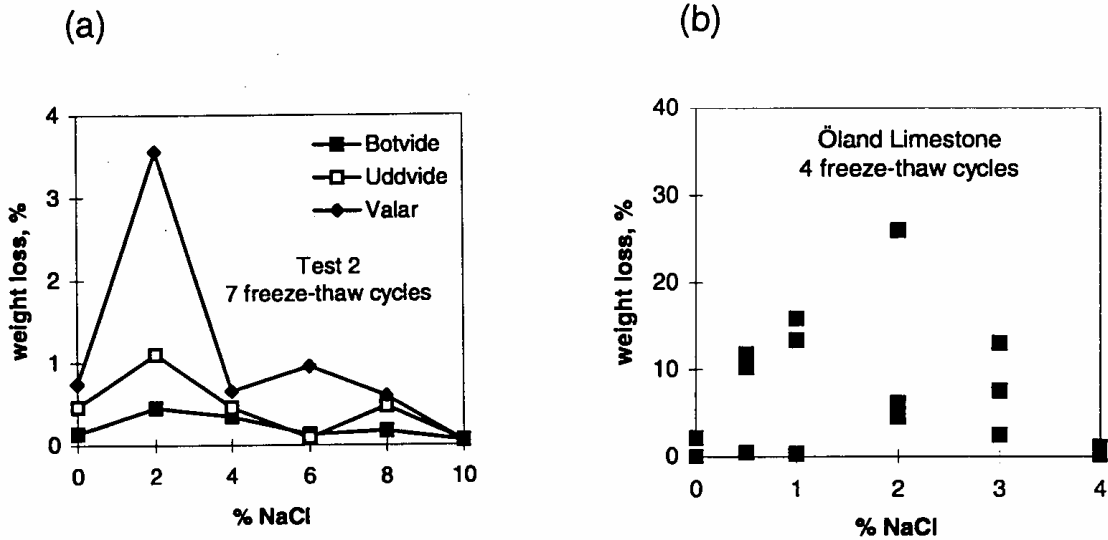 (a)
4
3
2
1
0
weight loss, %
Botvide
Uddvide
Valar
Test 2
7 freeze-thaw cycles
0 2 4 6 8 10
% NaCl
(b)
40
30
20
10
0
weight loss, %
Öland Limestone
4 freeze-thaw cycles
0 1 2 3 4
% NaCl